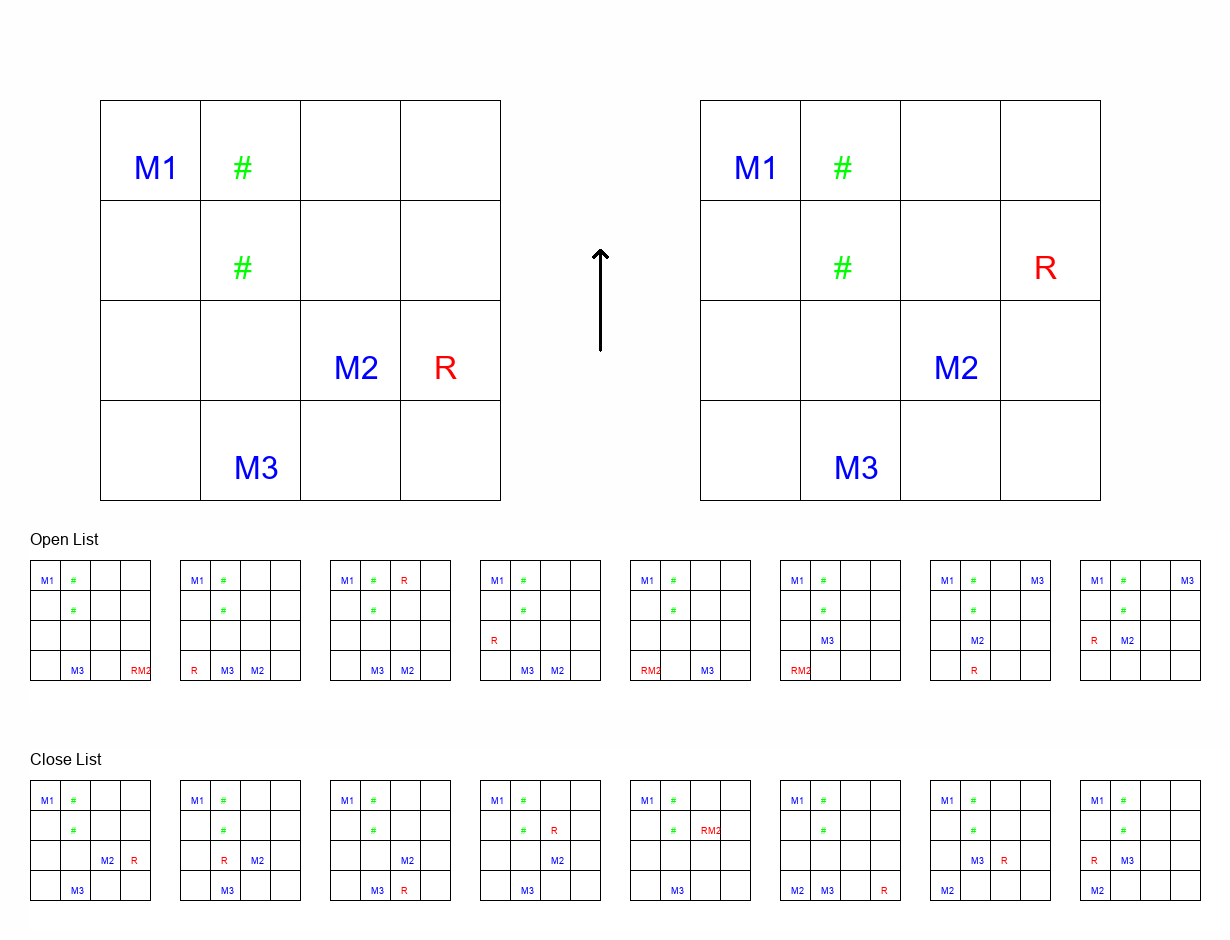 M1 # M1 #
# # R
M2 R M2
M3 M3
Open List
M1 # M1 # M1 # R M1 # M1 # M1 # M1 # M3 M1 # M3
# # # # # # # #
R M3 M2 R M2
M3 RM2 R M3 M2 M3 M2 M3 M2 RM2 M3 RM2 R
Close List
M1 # M1 # M1 # M1 # M1 # M1 # M1 # M1 #
# # # # R # RM2 # # #
M2 R R M2 M2 M2 M3 R R M3
M3 M3 M3 R M3 M3 M2 M3 R M2 M2